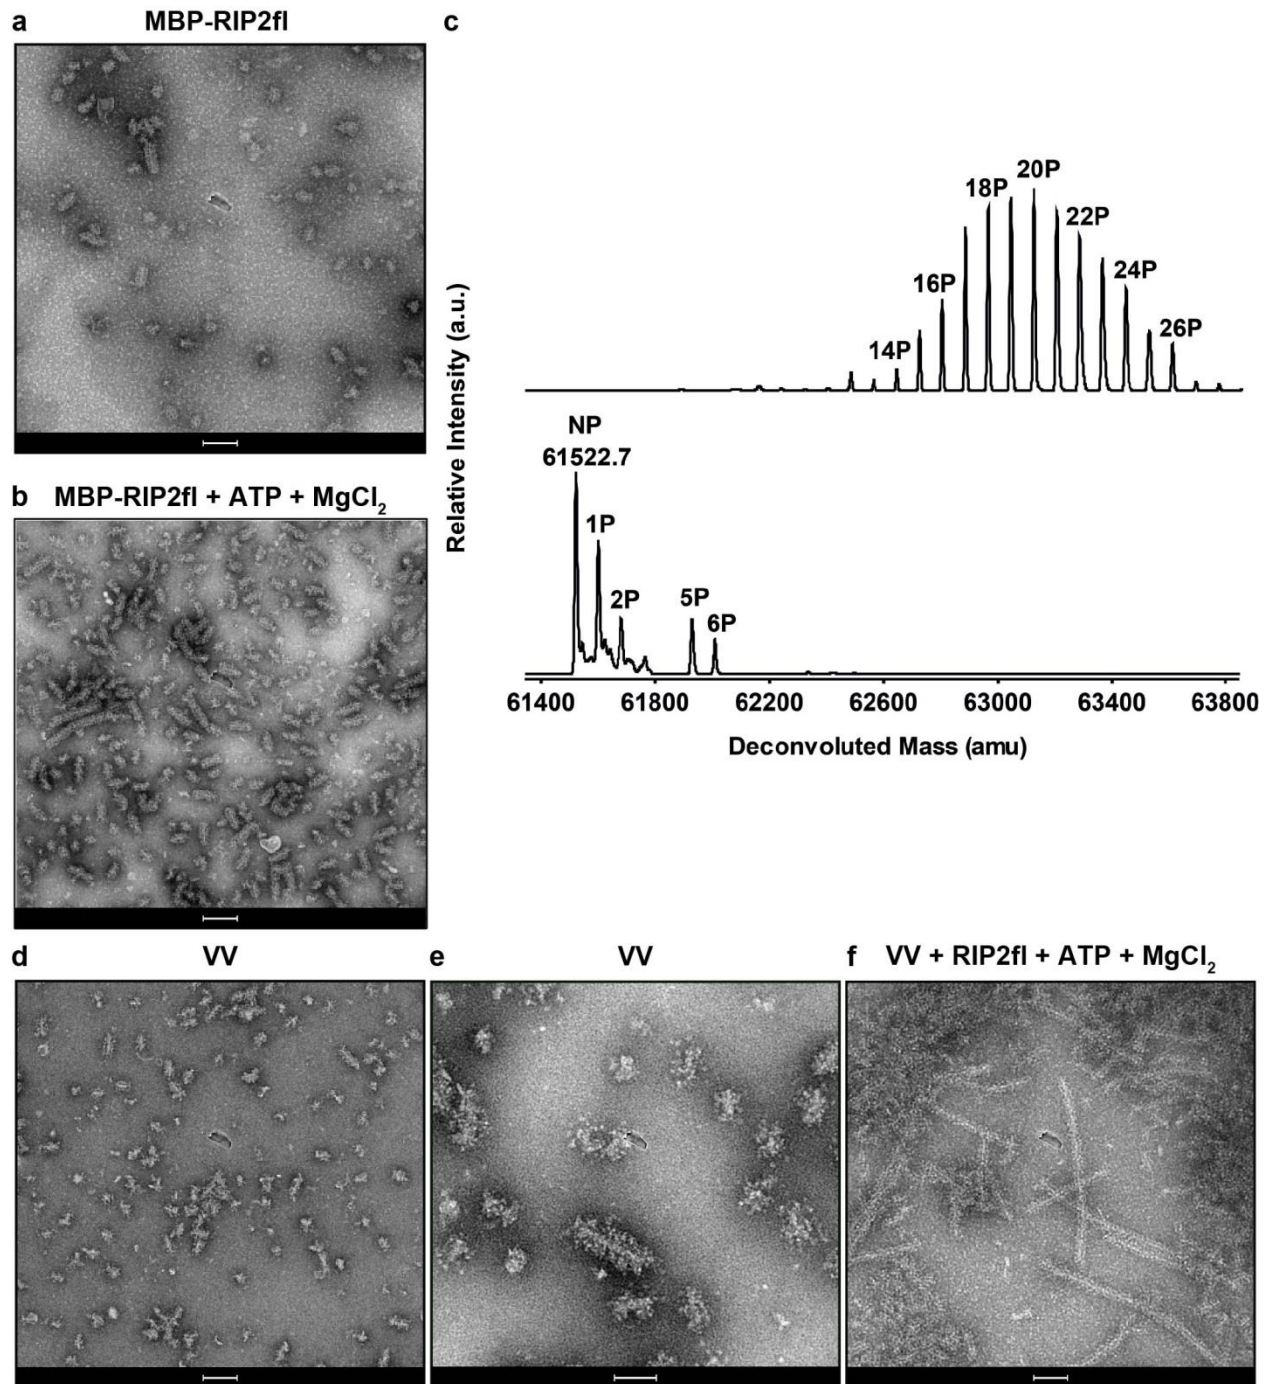 a
MBP-RIP2fl
b
MBP-RIP2fl + ATP + MgCl2
c
Relative Intensity (a.u.)
14P
16P
18P
20P
22P
24P
26P
NP
61522.7
1P
2P
5P
6P
61400 61800 62200 62600 63000 63400 63800
Deconvoluted Mass (amu)
d
VV
e
VV
f
VV + RIP2fl + ATP + MgCl2